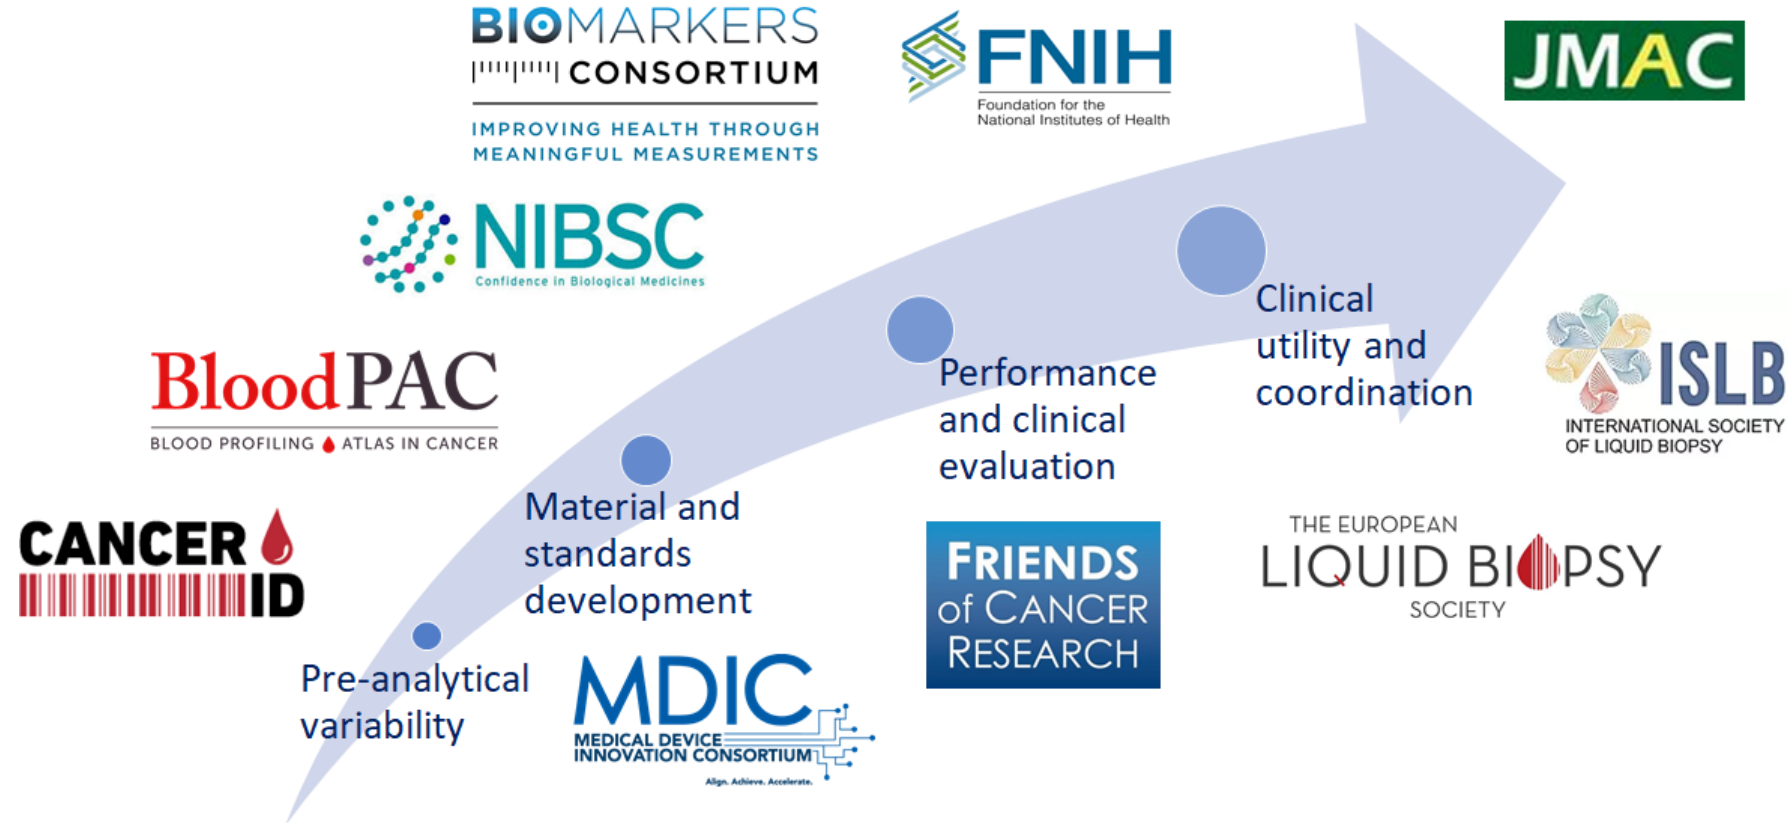 BIOMARKERS
CONSORTIUM
IMPROVING HEALTH THROUGH
MEANINGFUL MEASUREMENTS
FNIH
Foundation for the
National Institutes of Health
JMAC
NIBSC
Confidence in Biological Medicines
Clinical
utility and
coordination
ISLB
INTERNATIONAL SOCIETY
OF LIQUID BIOPSY
BloodPAC
BLOOD PROFILING ATLAS IN CANCER
Performance
and clinical
evaluation
Material and
standards
development
CANCER
ID
FRIENDS
of CANCER
RESEARCH
THE EUROPEAN
LIQUID BIOPSY
SOCIETY
Pre-analytical
variability
MDIC
MEDICAL DEVICE
INNOVATION CONSORTIUM
Align. Achieve. Accelerate.